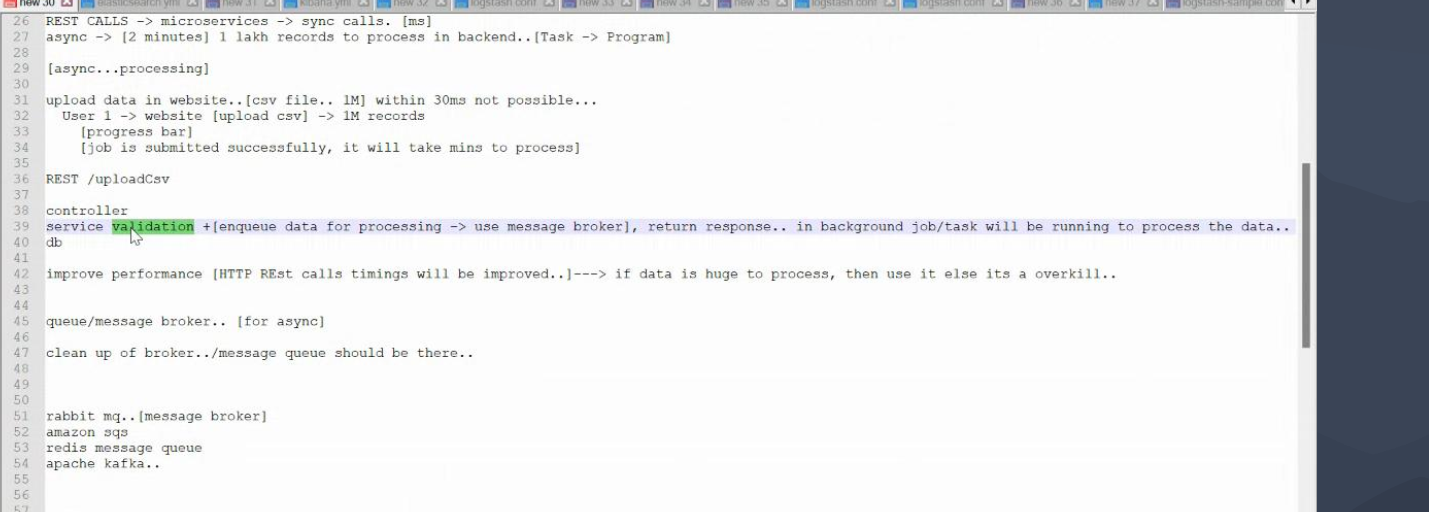 new 30 elasticsearch.yml new 31 kibana.yml new 32 logstash.conf new 33 new 34 new 35 logstash.conf logstash.conf new 36 new 37 logstash-sample.con
26 REST CALLS -> microservices -> sync calls. [ms]
27 async -> [2 minutes] 1 lakh records to process in backend..[Task -> Program]
28
29 [async...processing]
30
31 upload data in website..[csv file.. 1M] within 30ms not possible...
32 User 1 -> website [upload csv] -> 1M records
33 [progress bar]
34 [job is submitted successfully, it will take mins to process]
35
36 REST /uploadCsv
37
38 controller
39 service validation +[enqueue data for processing -> use message broker], return response.. in background job/task will be running to process the data..
40 db
41
42 improve performance [HTTP REst calls timings will be improved..]---> if data is huge to process, then use it else its a overkill..
43
44
45 queue/message broker.. [for async]
46
47 clean up of broker../message queue should be there..
48
49
50
51 rabbit mq..[message broker]
52 amazon sqs
53 redis message queue
54 apache kafka..
55
56
57